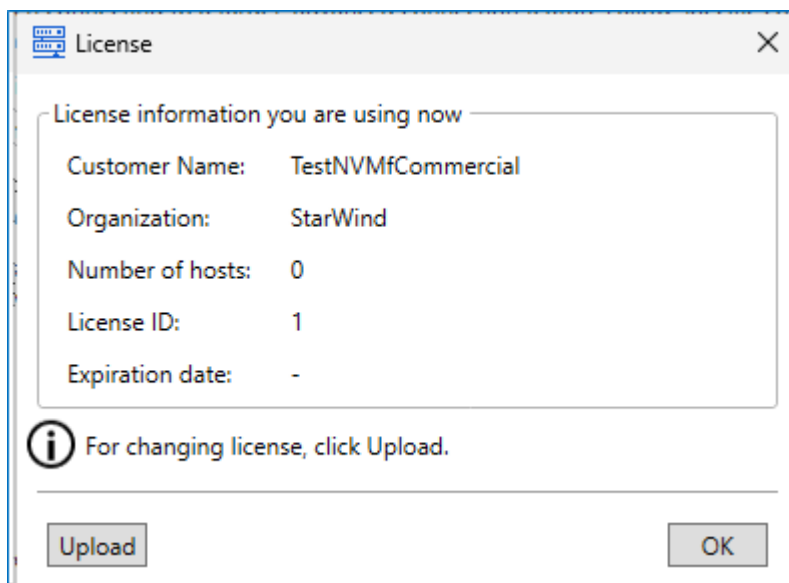 License
License information you are using now
Customer Name: TestNVMfCommercial
Organization: StarWind
Number of hosts: 0
License ID: 1
Expiration date: -
For changing license, click Upload.
Upload OK